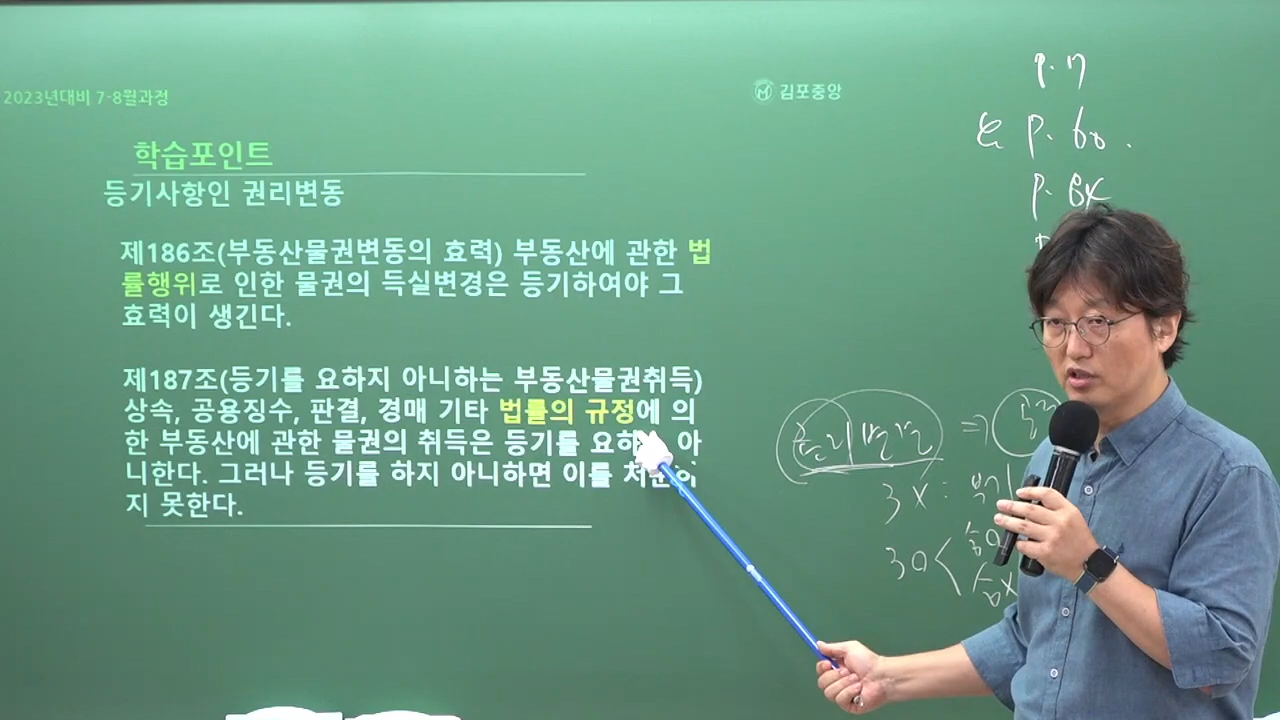 2023년대비 7-8월과정
김포중앙
학습포인트
등기사항인 권리변동
제186조(부동산물권변동의 효력) 부동산에 관한 법
률행위로 인한 물권의 득실변경은 등기하여야 그
효력이 생긴다.
제187조(등기를 요하지 아니하는 부동산물권취득)
상속, 공용징수, 판결, 경매 기타 법률의 규정에 의
한 부동산에 관한 물권의 취득은 등기를 요하 아
니한다. 그러나 등기를 하지 아니하면 이를
지 못한다.
P. 7
P. 60.
권리변경 ⇒
3X:
30<